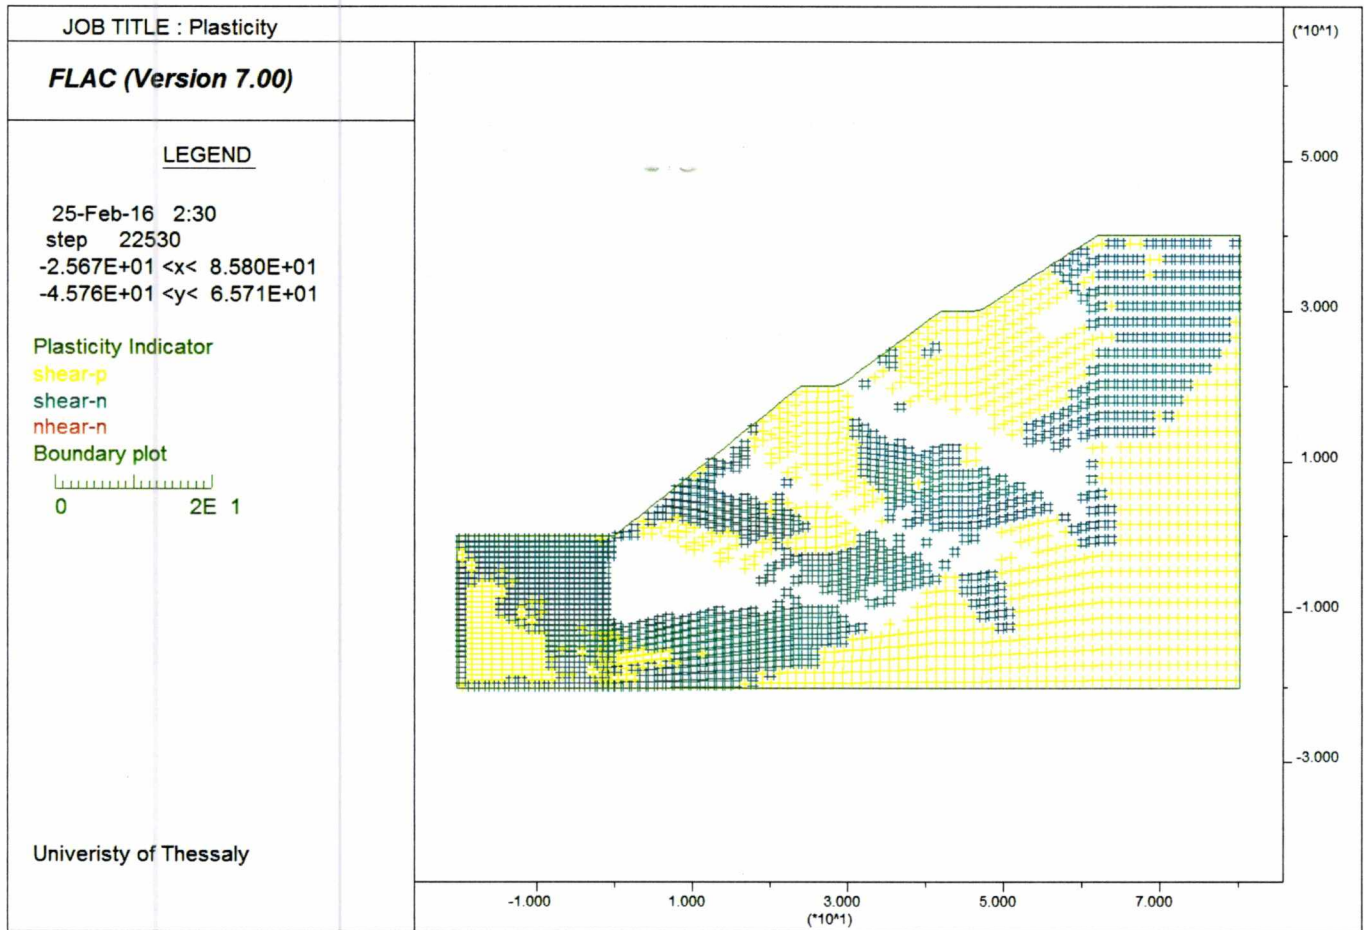 JOB TITLE : Plasticity
(*10^1)
FLAC (Version 7.00)
LEGEND
25-Feb-16 2:30
step 22530
-2.567E+01 <x< 8.580E+01
-4.576E+01 <y< 6.571E+01
Plasticity Indicator
shear-p
shear-n
nhear-n
Boundary plot
0 2E 1
Univeristy of Thessaly
5.000
3.000
1.000
-1.000
-3.000
-1.000 1.000 3.000 5.000 7.000
(*10^1)